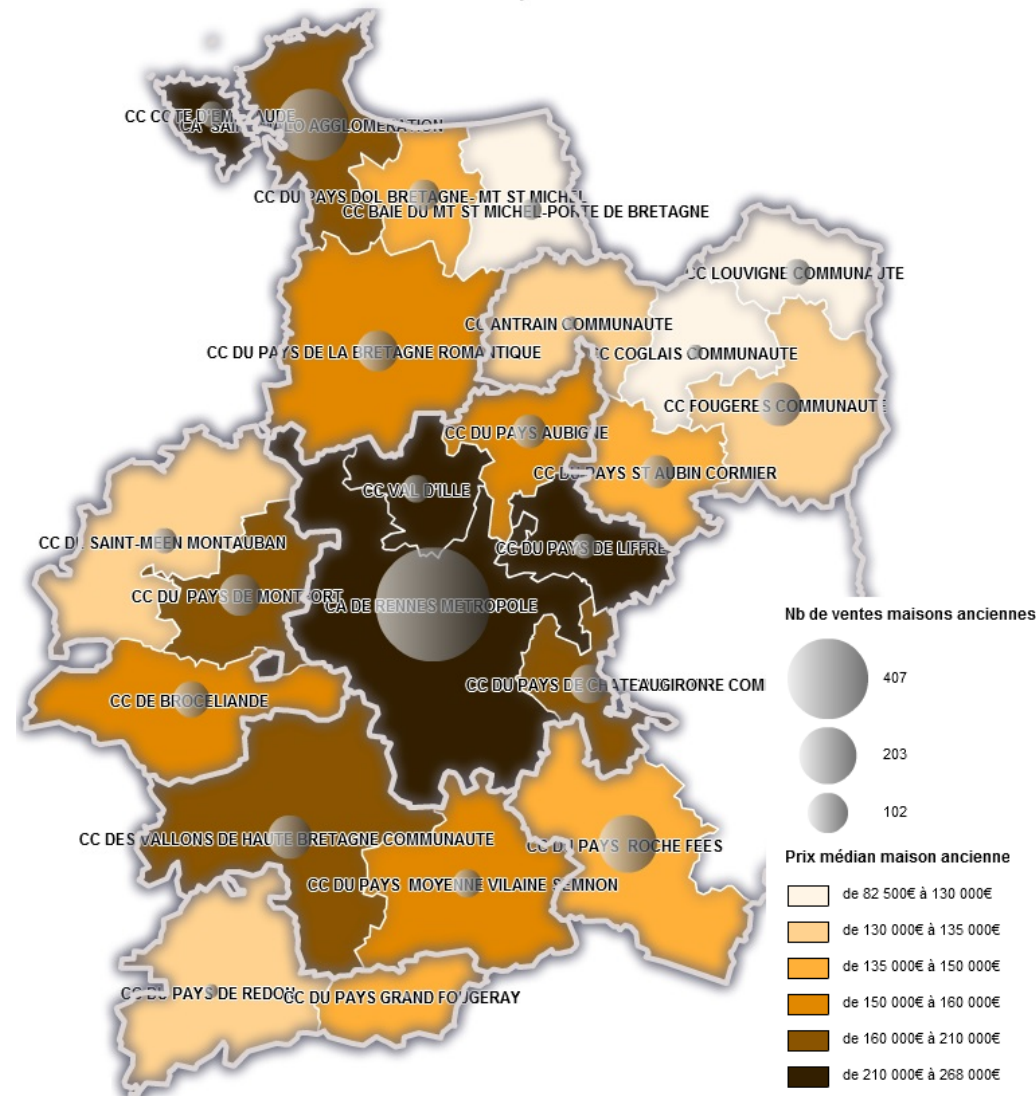 CC COTE D'EMERAUDE
CA SAINT MALO AGGLOMERATION
CC DU PAYS DOL BRETAGNE- MT ST MICHEL
CC BAIE DU MT ST MICHEL-PORTE DE BRETAGNE
CC LOUVIGNE COMMUNAUTE
CC ANTRAIN COMMUNAUTE
CC DU PAYS DE LA BRETAGNE ROMANTIQUE
CC COGLAIS COMMUNAUTE
CC FOUGERES COMMUNAUTE
CC DU PAYS AUBIGNE
CC DU PAYS ST AUBIN CORMIER
CC VAL D'ILLE
CC DE SAINT-MEEN MONTAUBAN
CC DU PAYS DE LIFFRE
CC DU PAYS DE MONTFORT
CA DE RENNES METROPOLE
CC DU PAYS DE CHATEAUGIRON COM
CC DE BROCELIANDE
CC DES VALLONS DE HAUTE BRETAGNE COMMUNAUTE
CC DU PAYS ROCHE FEES
CC DU PAYS MOYENNE VILAINE SEMNON
CC DU PAYS DE REDON
CC DU PAYS GRAND FOUGERAY
Nb de ventes maisons anciennes
407
203
102
Prix médian maison ancienne
de 82 500€ à 130 000€
de 130 000€ à 135 000€
de 135 000€ à 150 000€
de 150 000€ à 160 000€
de 160 000€ à 210 000€
de 210 000€ à 268 000€